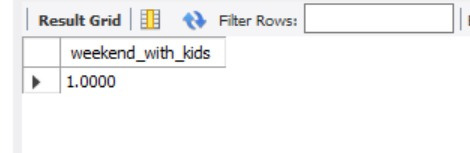 Result Grid Filter Rows:
weekend_with_kids
1.0000